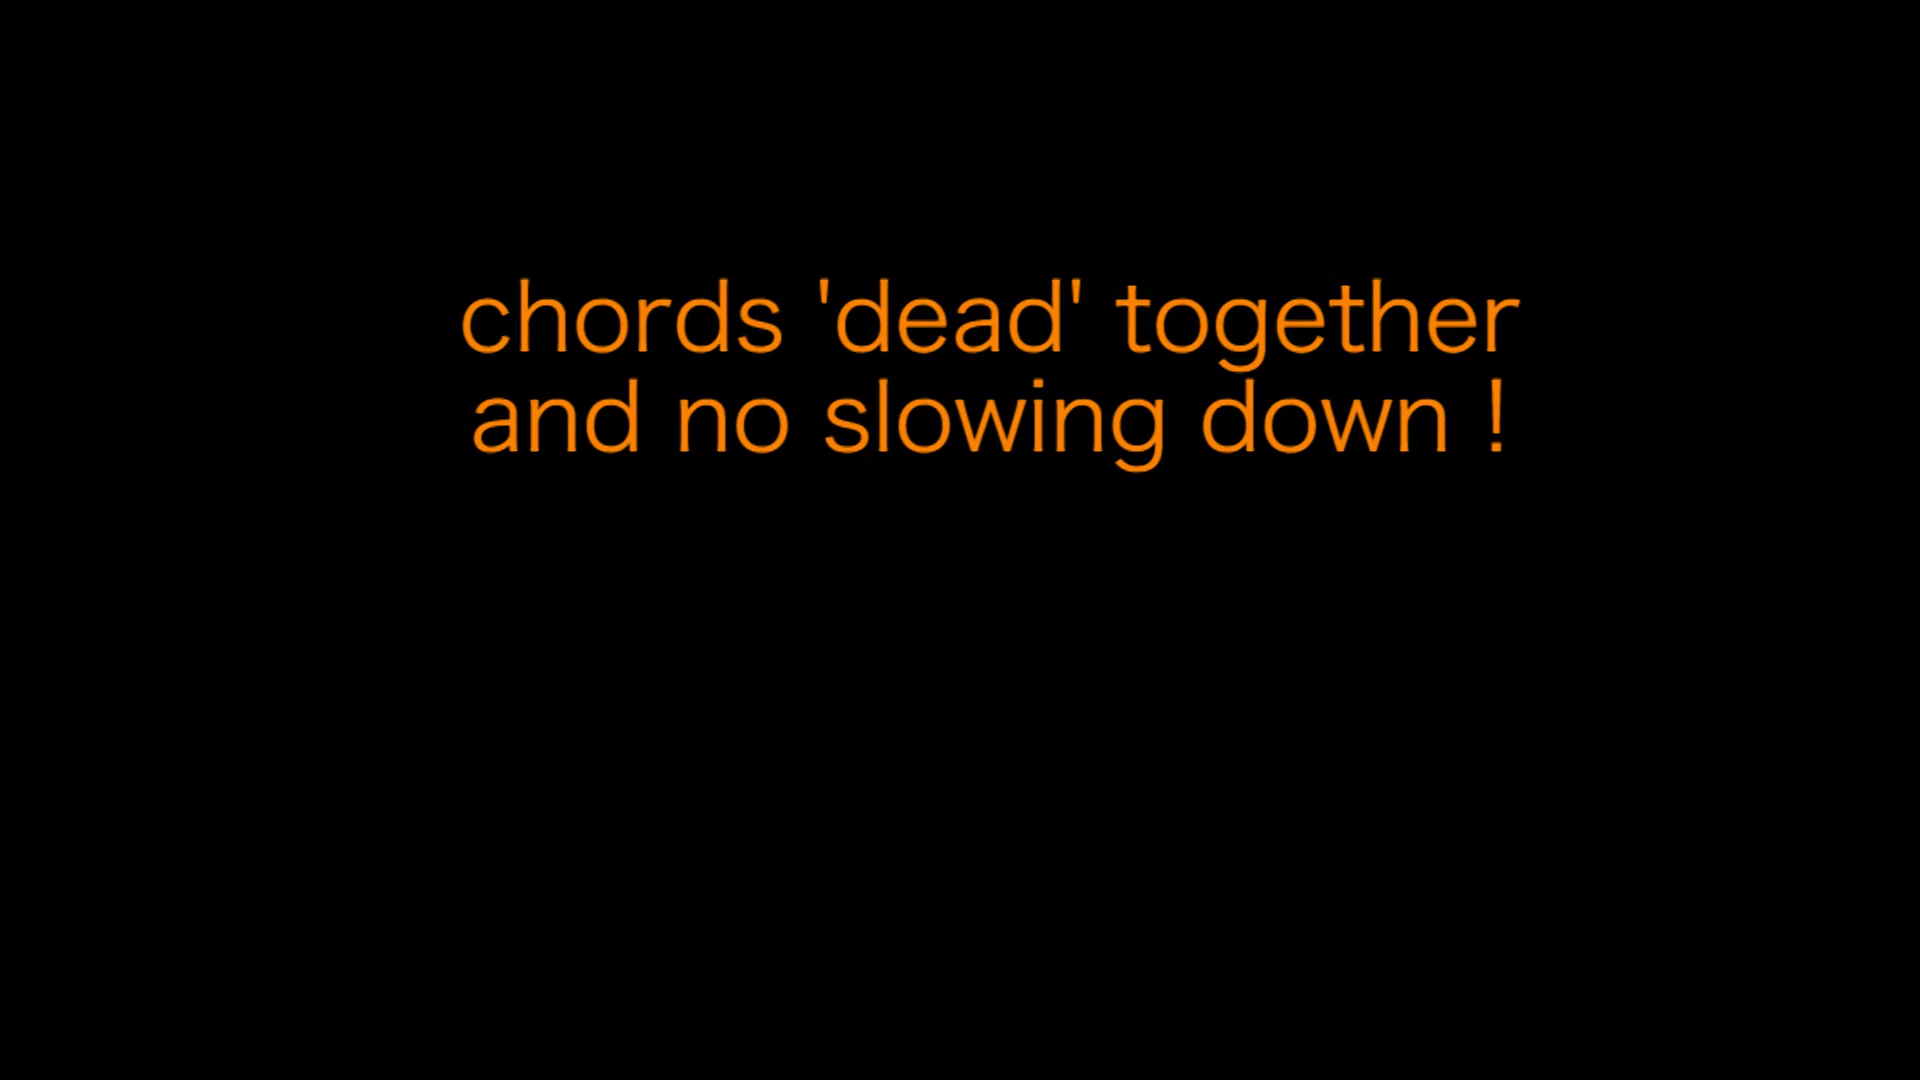 chords 'dead' together
and no slowing down !